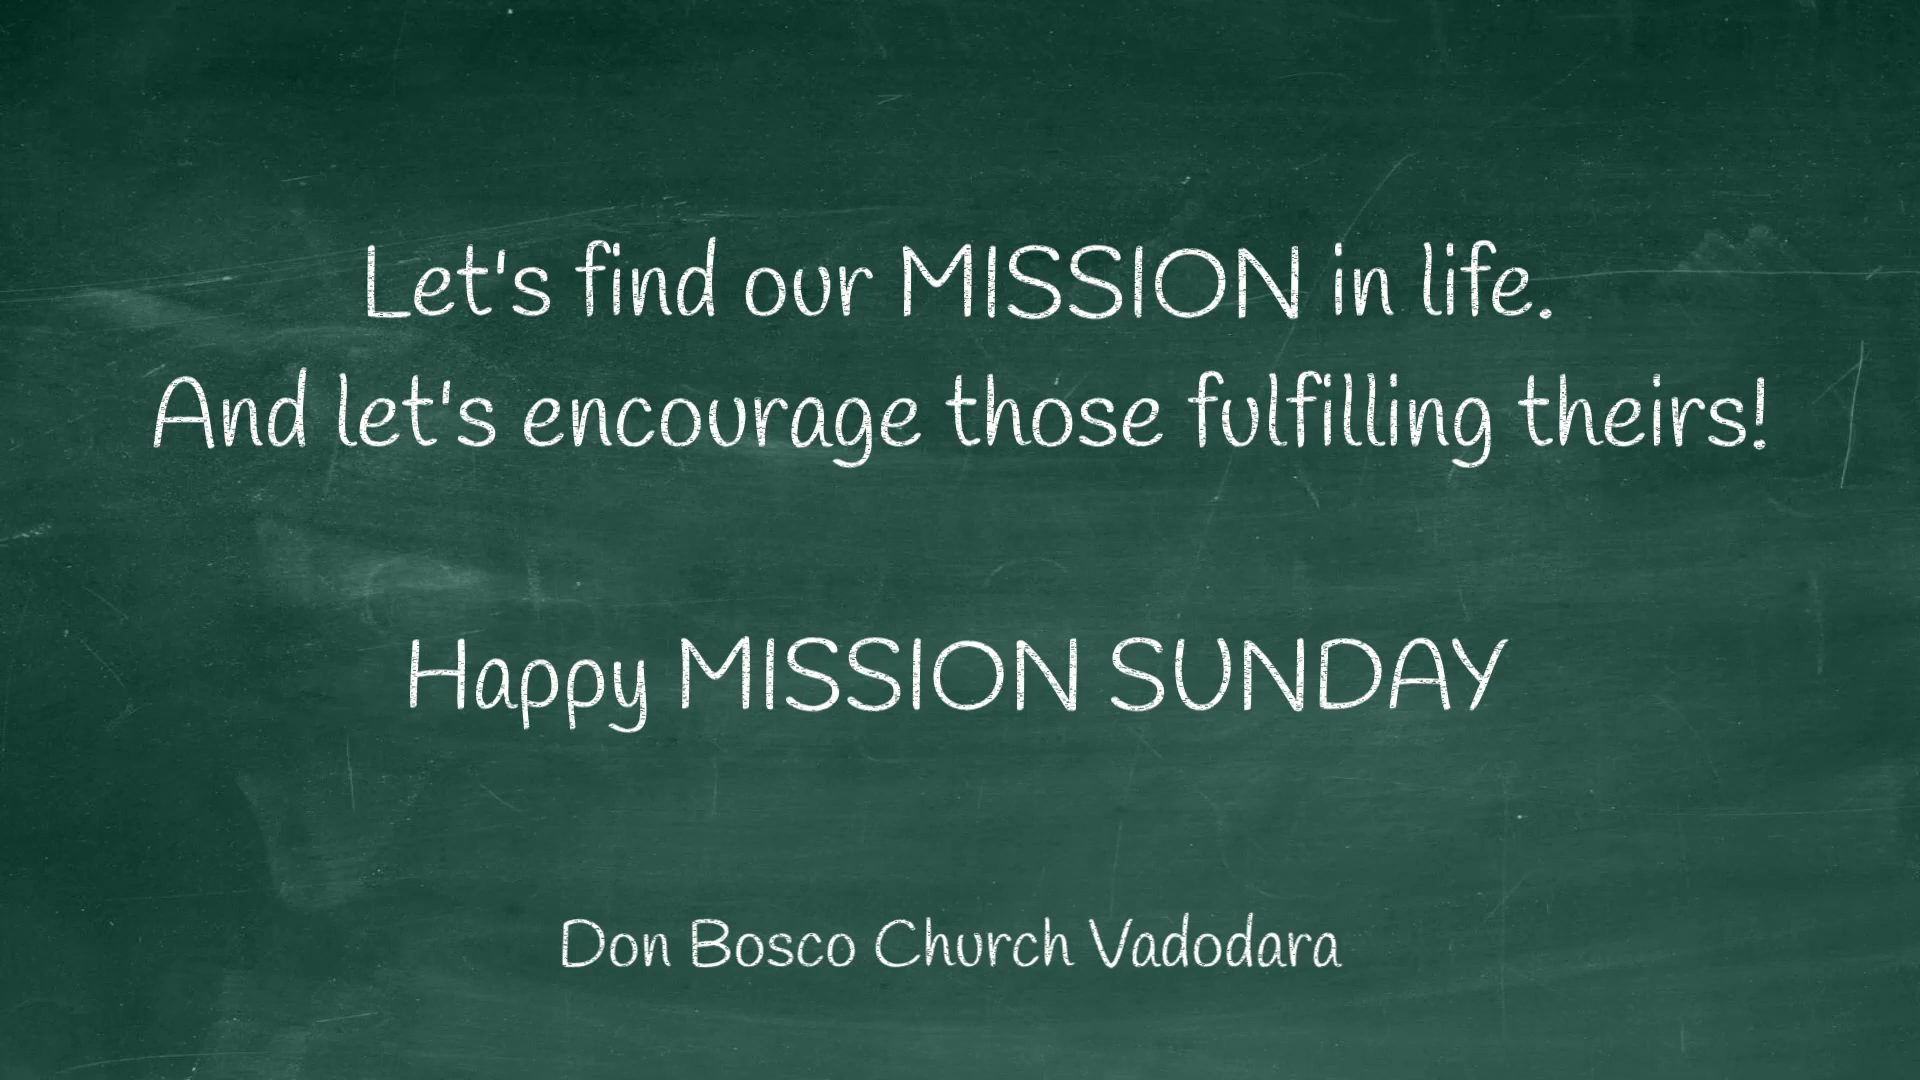 Let's find our MISSION in life.
And let's encourage those fulfilling theirs!
Happy MISSION SUNDAY
Don Bosco Church Vadodara